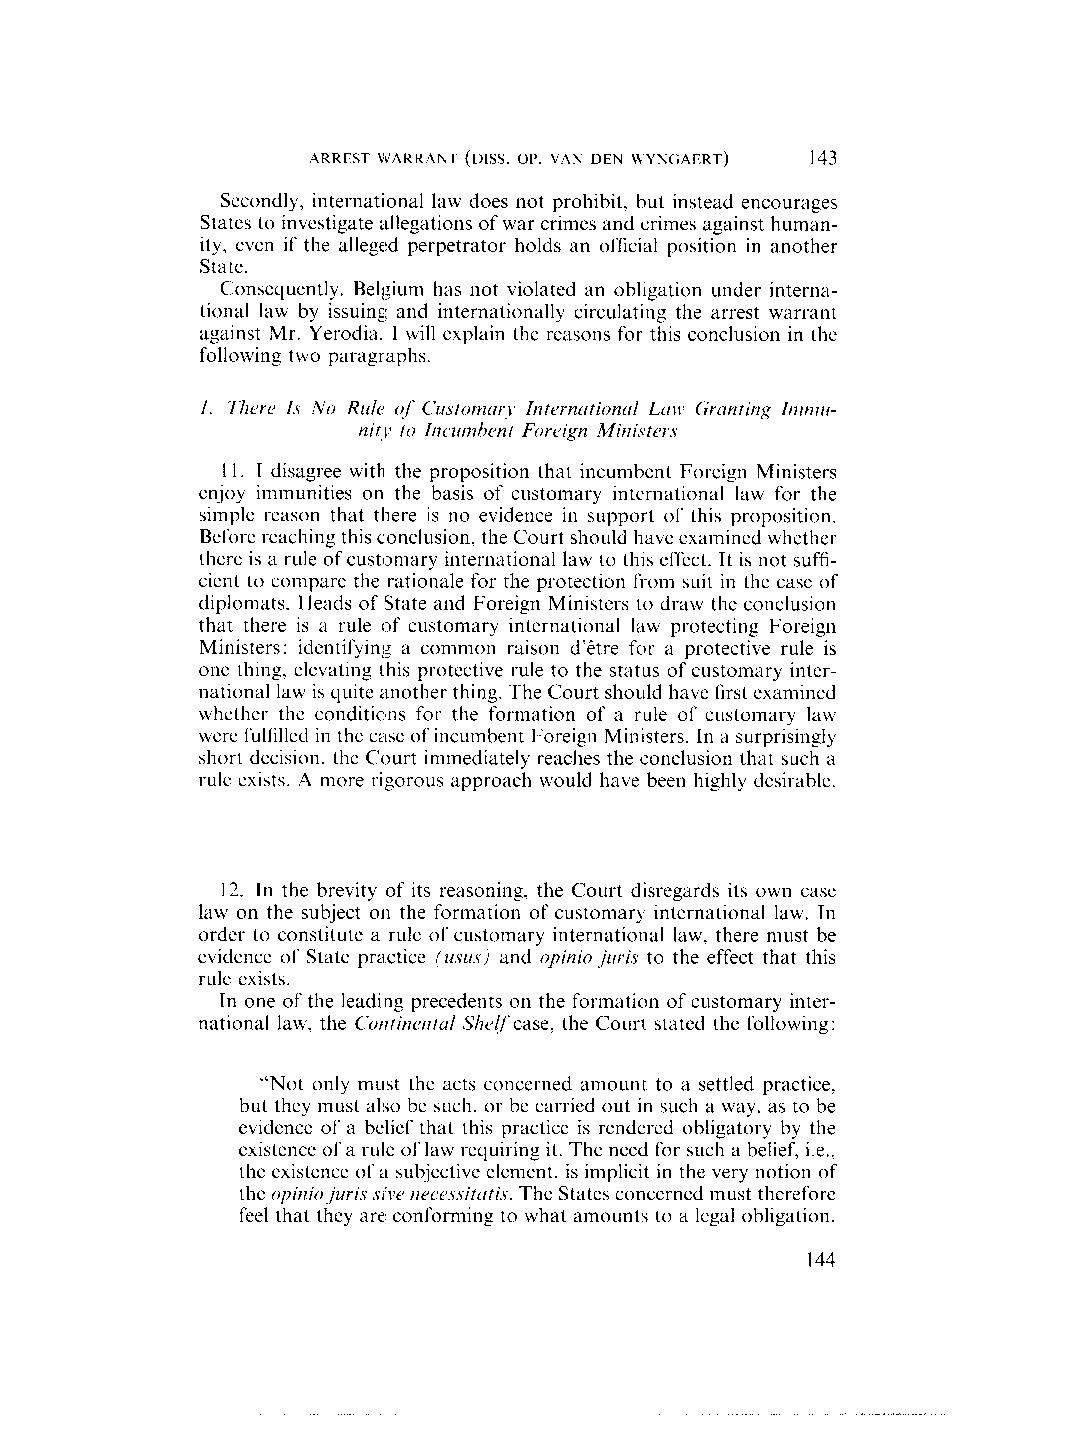 ARREST WARRANT (DISS. OP. VAN DEN WYNGAERT) 143
Secondly, international law does not prohibit, but instead encourages
States to investigate allegations of war crimes and crimes against human-
ity, even if the alleged perpetrator holds an official position in another
State.
Consequently, Belgium has not violated an obligation under interna-
tional law by issuing and internationally circulating the arrest warrant
against Mr. Yerodia. I will explain the reasons for this conclusion in the
following two paragraphs.
1. There Is No Rule of Customary International Law Granting Immu-
nity to Incumbent Foreign Ministers
11. I disagree with the proposition that incumbent Foreign Ministers
enjoy immunities on the basis of customary international law for the
simple reason that there is no evidence in support of this proposition.
Before reaching this conclusion, the Court should have examined whether
there is a rule of customary international law to this effect. It is not suffi-
cient to compare the rationale for the protection from suit in the case of
diplomats, Heads of State and Foreign Ministers to draw the conclusion
that there is a rule of customary international law protecting Foreign
Ministers: identifying a common raison d'être for a protective rule is
one thing, elevating this protective rule to the status of customary inter-
national law is quite another thing. The Court should have first examined
whether the conditions for the formation of a rule of customary law
were fulfilled in the case of incumbent Foreign Ministers. In a surprisingly
short decision, the Court immediately reaches the conclusion that such a
rule exists. A more rigorous approach would have been highly desirable.
12. In the brevity of its reasoning, the Court disregards its own case
law on the subject on the formation of customary international law. In
order to constitute a rule of customary international law, there must be
evidence of State practice (usus) and opinio juris to the effect that this
rule exists.
In one of the leading precedents on the formation of customary inter-
national law, the Continental Shelf case, the Court stated the following:
"Not only must the acts concerned amount to a settled practice,
but they must also be such, or be carried out in such a way, as to be
evidence of a belief that this practice is rendered obligatory by the
existence of a rule of law requiring it. The need for such a belief, i.e.,
the existence of a subjective element, is implicit in the very notion of
the opinio juris sive necessitatis. The States concerned must therefore
feel that they are conforming to what amounts to a legal obligation.
144